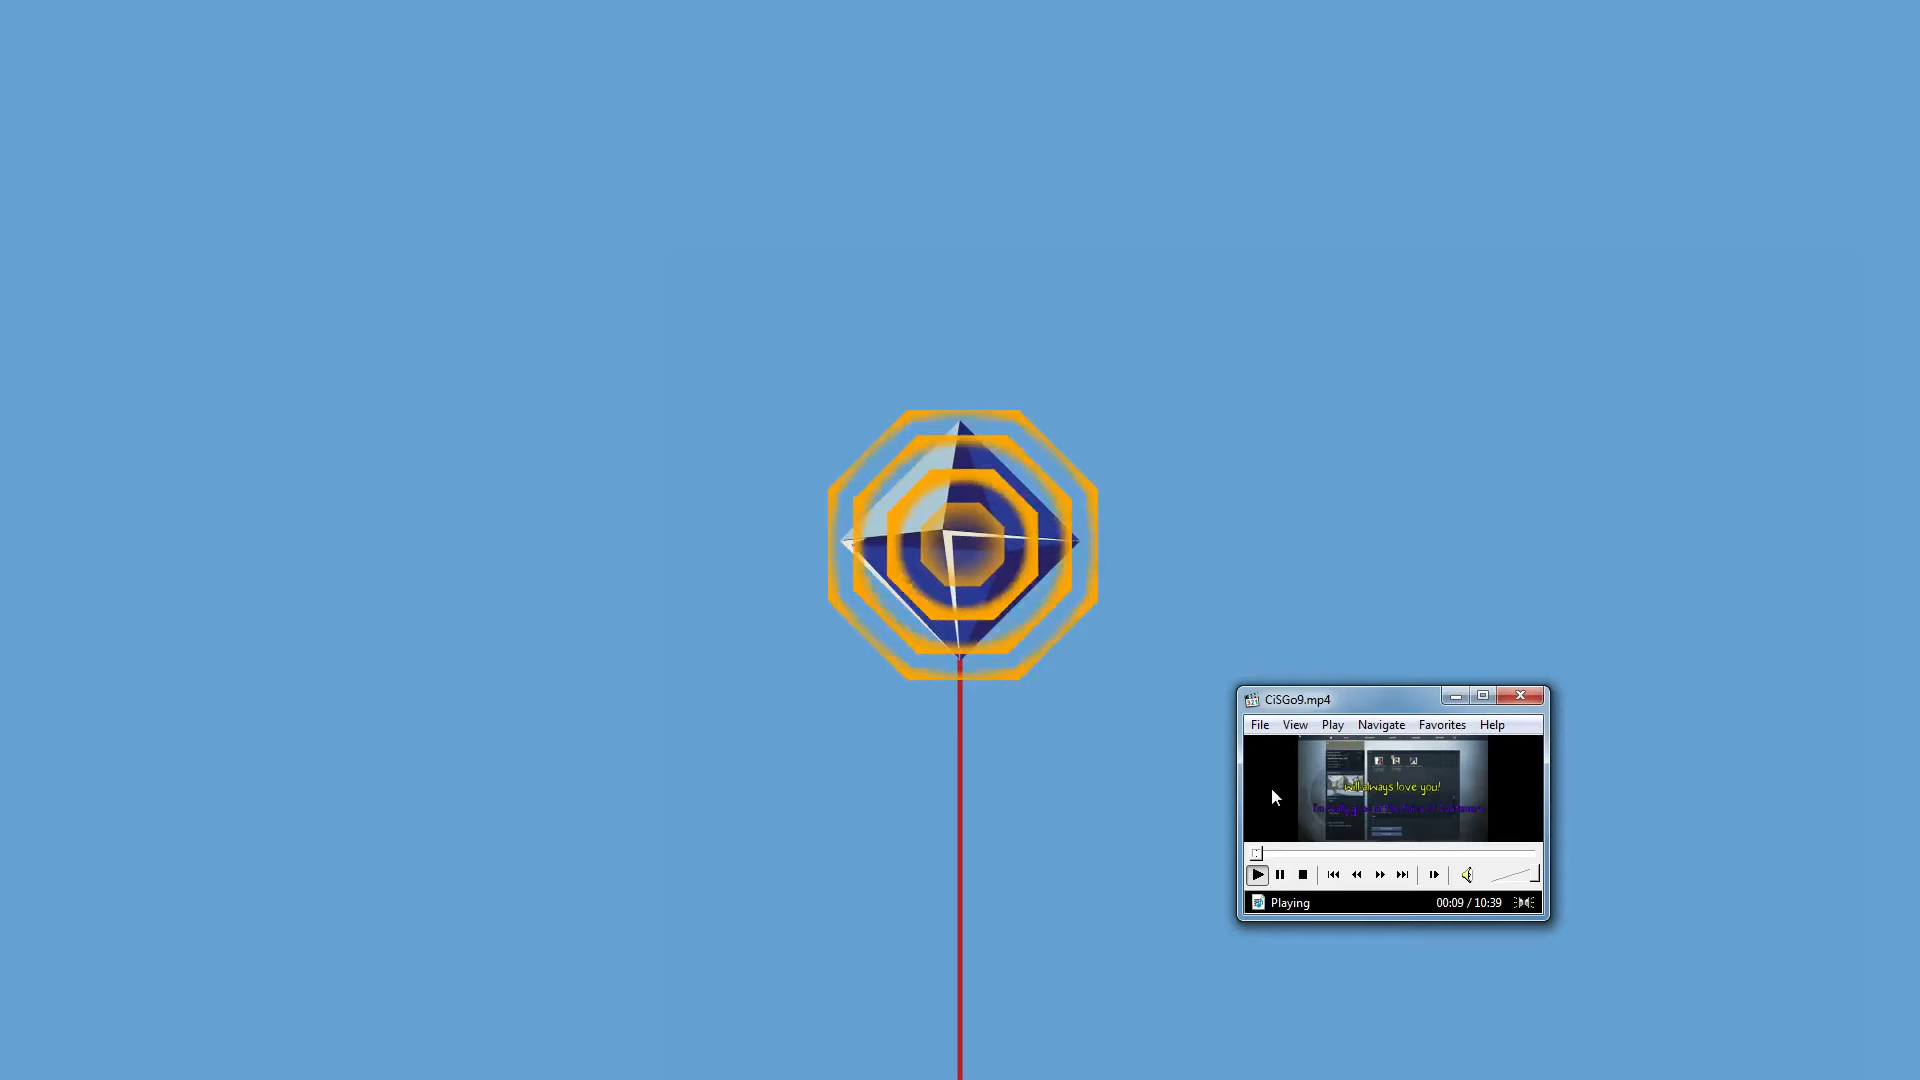 CiSGo9.mp4
File View Play Navigate Favorites Help
will always love you!
Playing 00:09 / 10:39